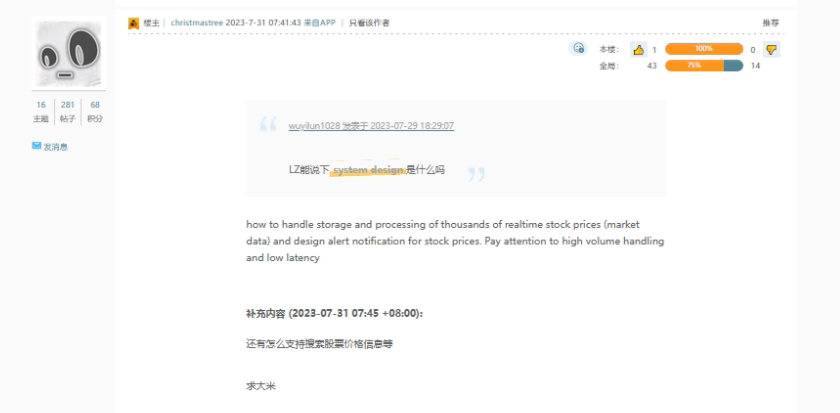 楼主 | christmastree 2023-7-31 07:41:43 来自APP | 只看该作者
推荐
本楼: 1 100% 0
全局: 43 75% 14
16 281 68
主题 帖子 积分
发消息
wuyilun1028 发表于 2023-07-29 18:29:07
LZ能说下 system design 是什么吗
how to handle storage and processing of thousands of realtime stock prices (market
data) and design alert notification for stock prices. Pay attention to high volume handling
and low latency
补充内容 (2023-07-31 07:45 +08:00):
还有怎么支持搜索股票价格信息等
求大米